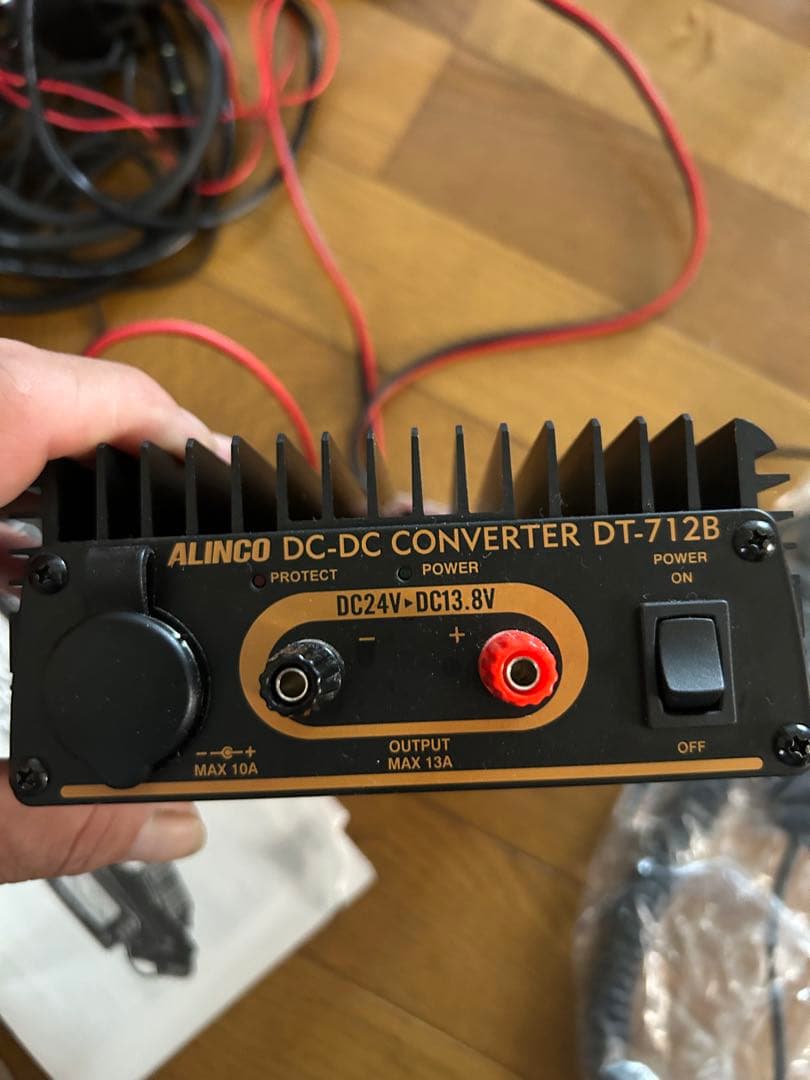 ALINCO DC-DC CONVERTER DT-712B
PROTECT
POWER
POWER
ON
DC24V▸DC13.8V
− +
OUTPUT
MAX 13A
− +
MAX 10A
OFF